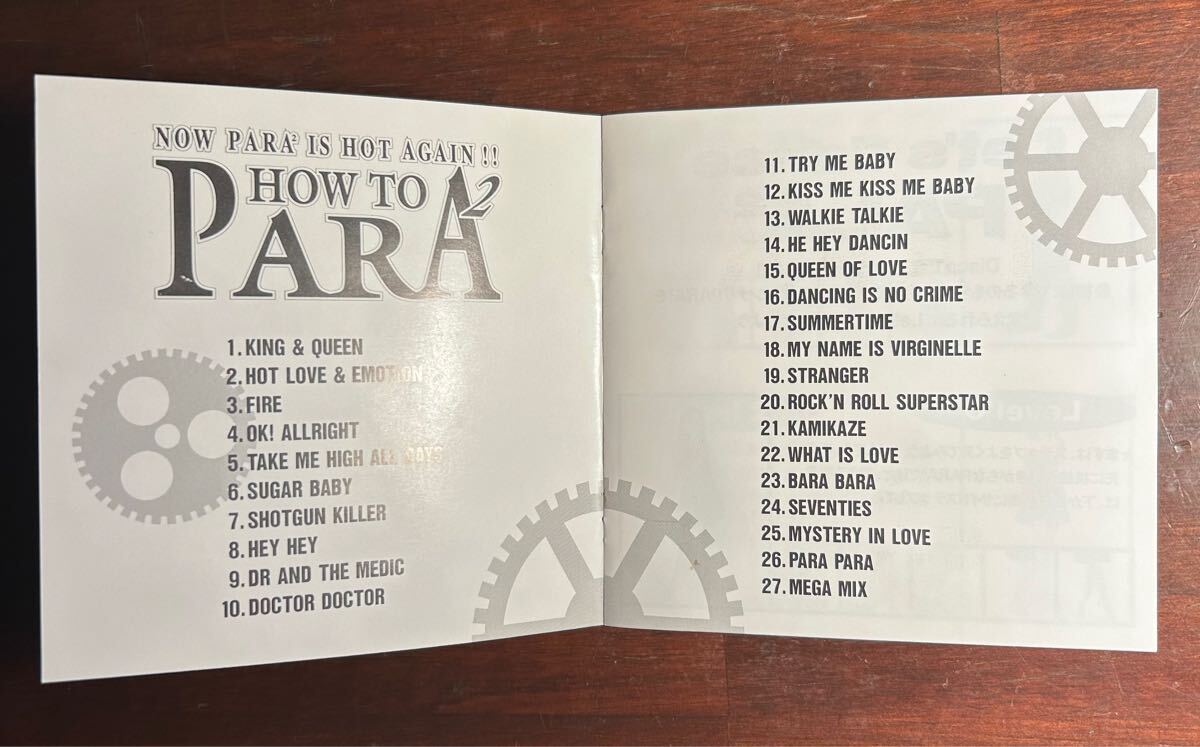 NOW PARA² IS HOT AGAIN !!
HOW TO
PARA²
1. KING & QUEEN
2. HOT LOVE & EMOTION
3. FIRE
4. OK! ALLRIGHT
5. TAKE ME HIGH ALL DAYS
6. SUGAR BABY
7. SHOTGUN KILLER
8. HEY HEY
9. DR AND THE MEDIC
10. DOCTOR DOCTOR
11. TRY ME BABY
12. KISS ME KISS ME BABY
13. WALKIE TALKIE
14. HE HEY DANCIN
15. QUEEN OF LOVE
16. DANCING IS NO CRIME
17. SUMMERTIME
18. MY NAME IS VIRGINELLE
19. STRANGER
20. ROCK'N ROLL SUPERSTAR
21. KAMIKAZE
22. WHAT IS LOVE
23. BARA BARA
24. SEVENTIES
25. MYSTERY IN LOVE
26. PARA PARA
27. MEGA MIX